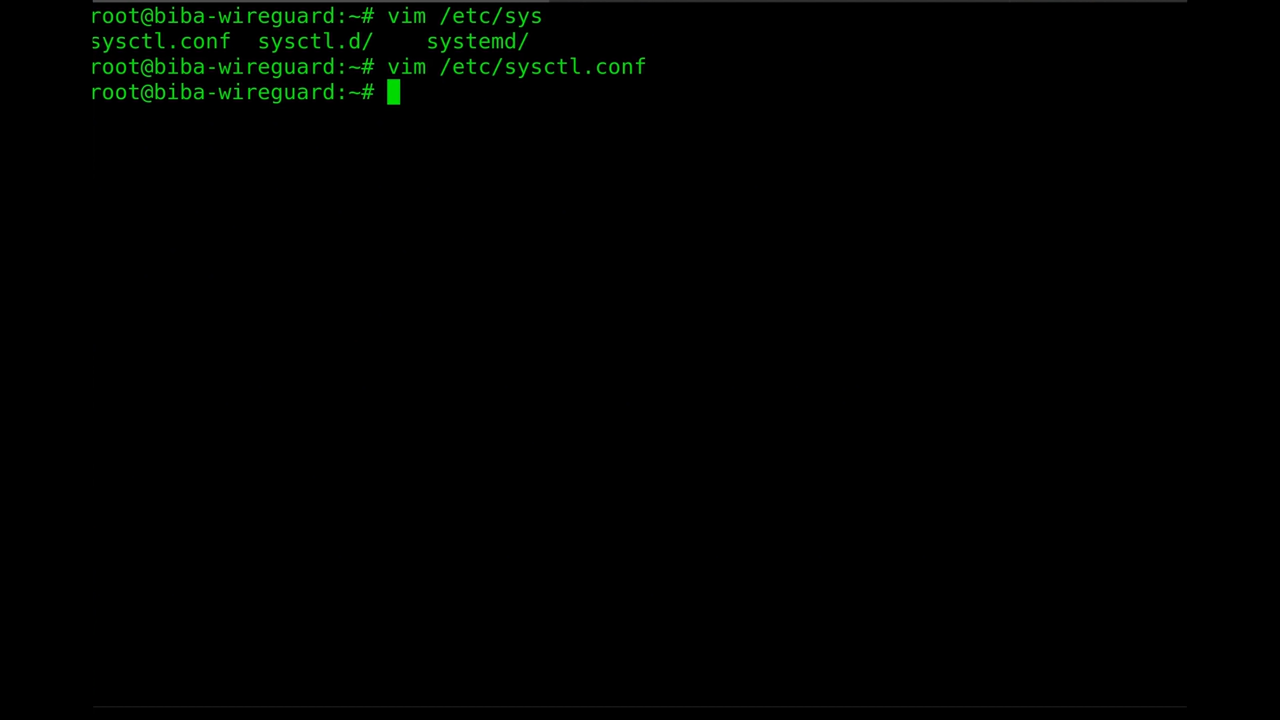 root@biba-wireguard:~# vim /etc/sys
sysctl.conf  sysctl.d/    systemd/
root@biba-wireguard:~# vim /etc/sysctl.conf
root@biba-wireguard:~#